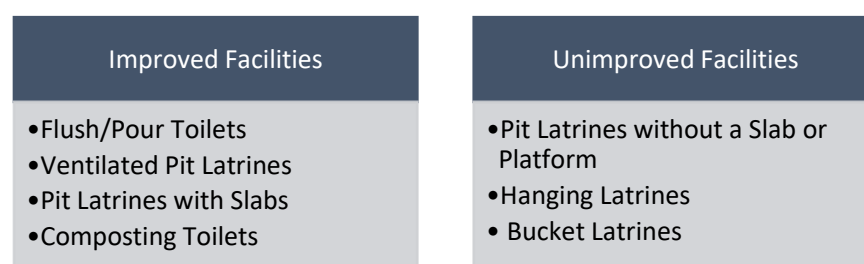 Improved Facilities
•Flush/Pour Toilets
•Ventilated Pit Latrines
•Pit Latrines with Slabs
•Composting Toilets
Unimproved Facilities
•Pit Latrines without a Slab or
Platform
•Hanging Latrines
• Bucket Latrines